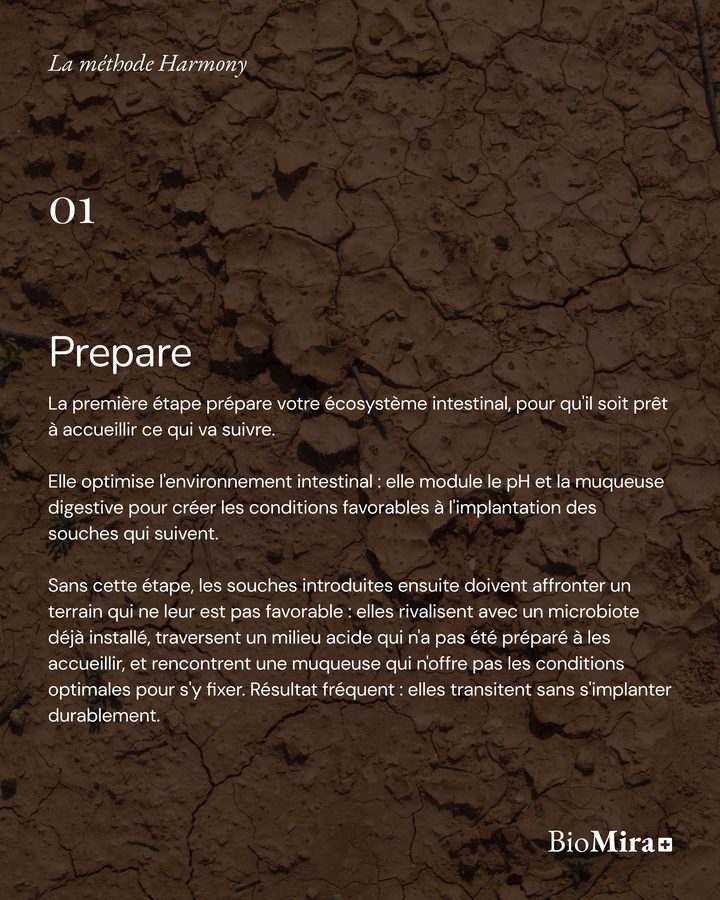 La méthode Harmony
01
Prepare
La première étape prépare votre écosystème intestinal, pour qu'il soit prêt
à accueillir ce qui va suivre.
Elle optimise l'environnement intestinal : elle module le pH et la muqueuse
digestive pour créer les conditions favorables à l'implantation des
souches qui suivent.
Sans cette étape, les souches introduites ensuite doivent affronter un
terrain qui ne leur est pas favorable : elles rivalisent avec un microbiote
déjà installé, traversent un milieu acide qui n'a pas été préparé à les
accueillir, et rencontrent une muqueuse qui n'offre pas les conditions
optimales pour s'y fixer. Résultat fréquent : elles transitent sans s'implanter
durablement.
BioMira